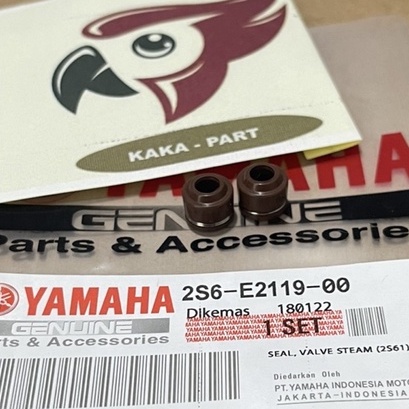 KAKA - PART
YAMAHA
GENUINE
Parts & Accessories
YAMAHA 2S6-E2119-00
GENUINE
Parts & Accessories
Dikemas 180122
1 SET
SEAL, VALVE STEAM (2S61)
Diedarkan Oleh
PT.YAMAHA INDONESIA MOTO
JAKARTA-INDONESIA